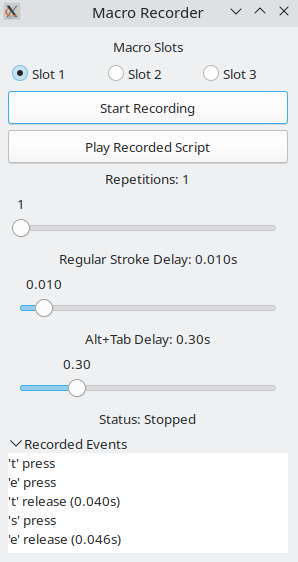 Macro Recorder
Macro Slots
Slot 1 Slot 2 Slot 3
Start Recording
Play Recorded Script
Repetitions: 1
1
Regular Stroke Delay: 0.010s
0.010
Alt+Tab Delay: 0.30s
0.30
Status: Stopped
Recorded Events
't' press
'e' press
't' release (0.040s)
's' press
'e' release (0.046s)